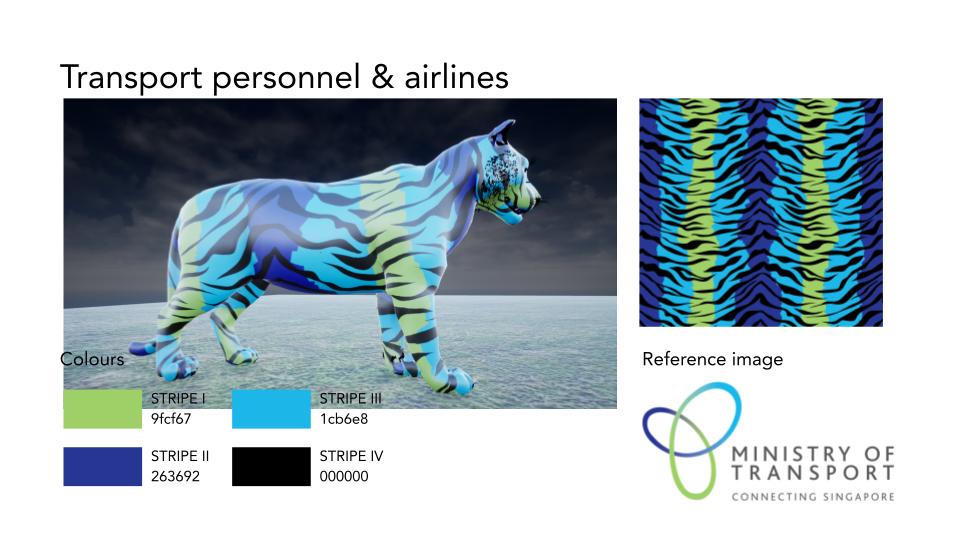 Transport personnel & airlines
Colours
STRIPE I
9fcf67
STRIPE III
1cb6e8
STRIPE II
263692
STRIPE IV
000000
Reference image
MINISTRY OF
TRANSPORT
CONNECTING SINGAPORE